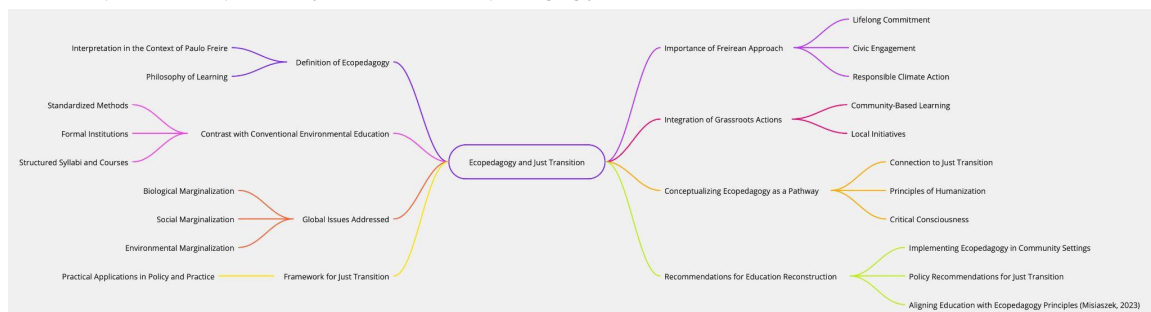 Interpretation in the Context of Paulo Freire
Philosophy of Learning
Definition of Ecopedagogy
Standardized Methods
Formal Institutions
Structured Syllabi and Courses
Contrast with Conventional Environmental Education
Biological Marginalization
Social Marginalization
Environmental Marginalization
Global Issues Addressed
Practical Applications in Policy and Practice
Framework for Just Transition
Ecopedagogy and Just Transition
Importance of Freirean Approach
Lifelong Commitment
Civic Engagement
Responsible Climate Action
Integration of Grassroots Actions
Community-Based Learning
Local Initiatives
Conceptualizing Ecopedagogy as a Pathway
Connection to Just Transition
Principles of Humanization
Critical Consciousness
Recommendations for Education Reconstruction
Implementing Ecopedagogy in Community Settings
Policy Recommendations for Just Transition
Aligning Education with Ecopedagogy Principles (Misiaszek, 2023)